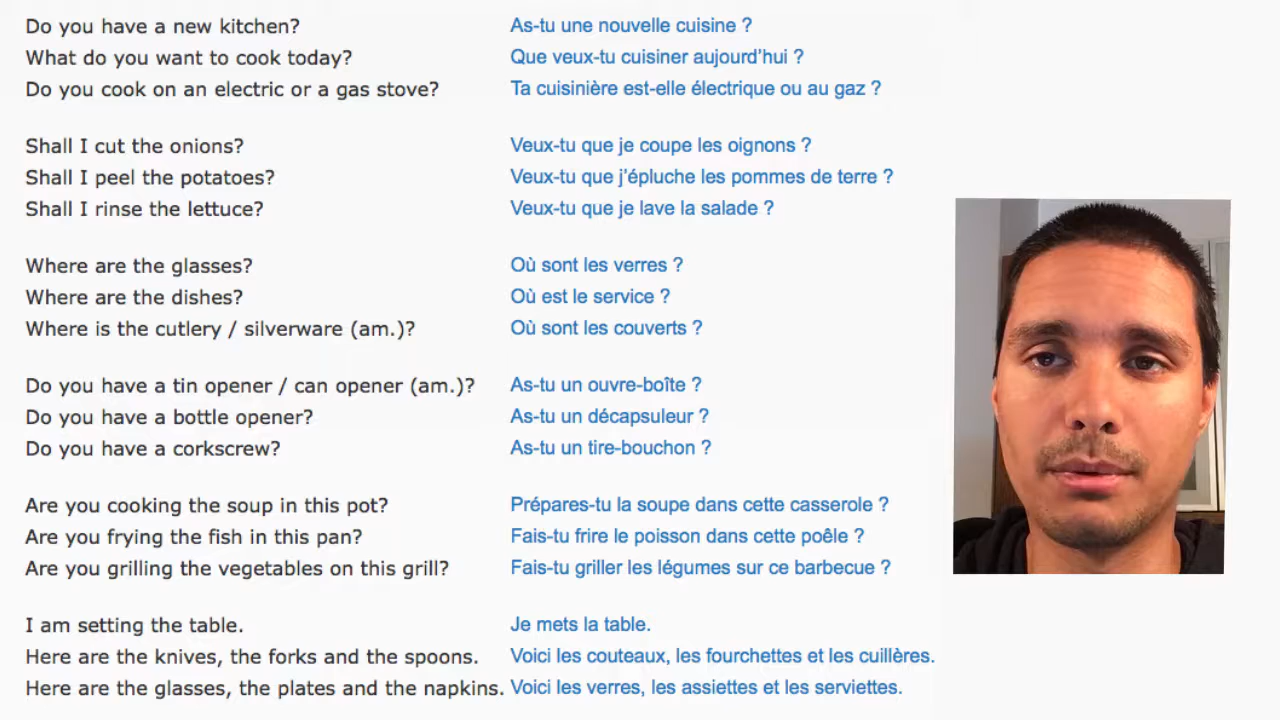 Do you have a new kitchen? As-tu une nouvelle cuisine ?
What do you want to cook today? Que veux-tu cuisiner aujourd’hui ?
Do you cook on an electric or a gas stove? Ta cuisinière est-elle électrique ou au gaz ?
Shall I cut the onions? Veux-tu que je coupe les oignons ?
Shall I peel the potatoes? Veux-tu que j’épluche les pommes de terre ?
Shall I rinse the lettuce? Veux-tu que je lave la salade ?
Where are the glasses? Où sont les verres ?
Where are the dishes? Où est le service ?
Where is the cutlery / silverware (am.)? Où sont les couverts ?
Do you have a tin opener / can opener (am.)? As-tu un ouvre-boîte ?
Do you have a bottle opener? As-tu un décapsuleur ?
Do you have a corkscrew? As-tu un tire-bouchon ?
Are you cooking the soup in this pot? Prépares-tu la soupe dans cette casserole ?
Are you frying the fish in this pan? Fais-tu frire le poisson dans cette poêle ?
Are you grilling the vegetables on this grill? Fais-tu griller les légumes sur ce barbecue ?
I am setting the table. Je mets la table.
Here are the knives, the forks and the spoons. Voici les couteaux, les fourchettes et les cuillères.
Here are the glasses, the plates and the napkins. Voici les verres, les assiettes et les serviettes.